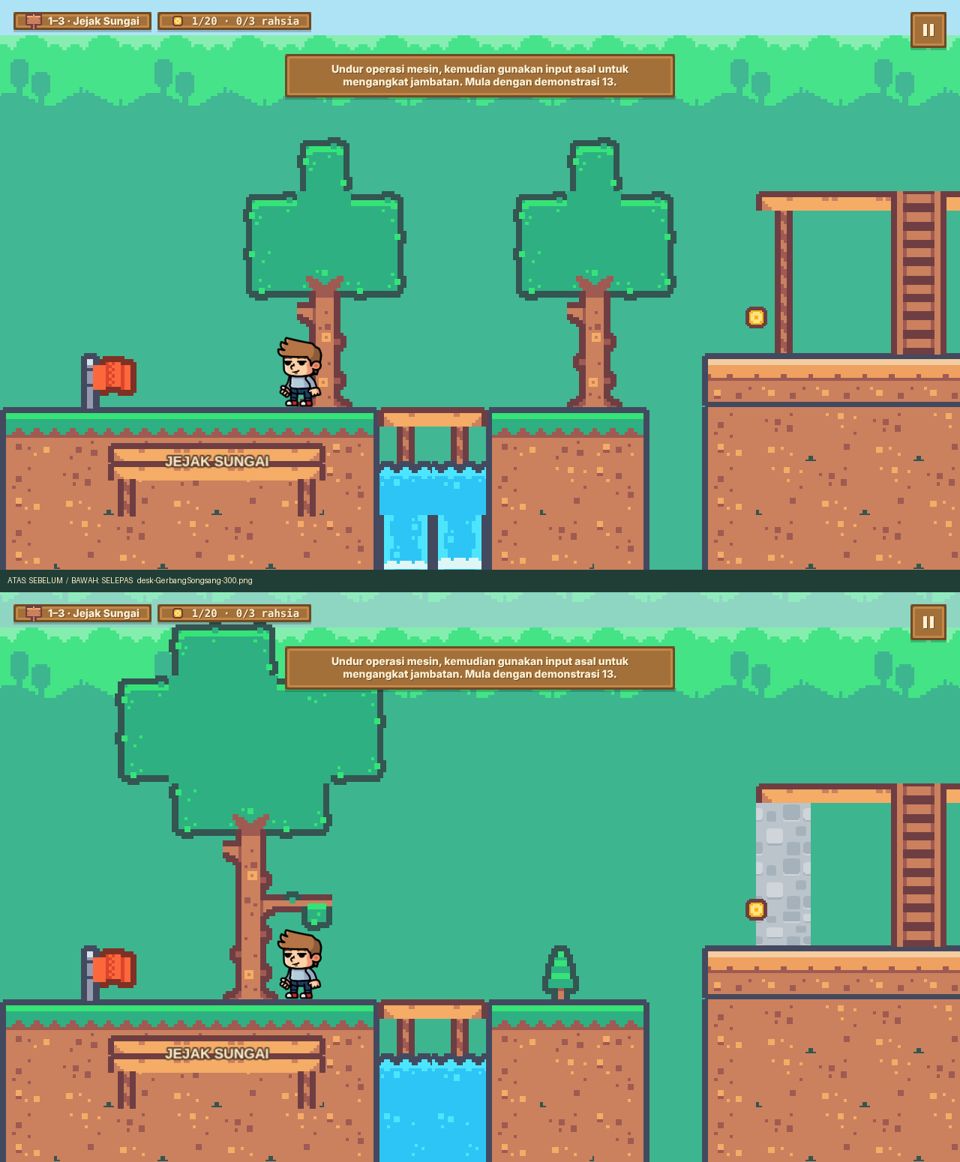 1–3 · Jejak Sungai
1/20 · 0/3 rahsia
Undur operasi mesin, kemudian gunakan input asal untuk
mengangkat jambatan. Mula dengan demonstrasi 13.
JEJAK SUNGAI
ATAS SEBELUM / BAWAH: SELEPAS desk-GerbangSongsang-300.png
1–3 · Jejak Sungai
1/20 · 0/3 rahsia
Undur operasi mesin, kemudian gunakan input asal untuk
mengangkat jambatan. Mula dengan demonstrasi 13.
JEJAK SUNGAI